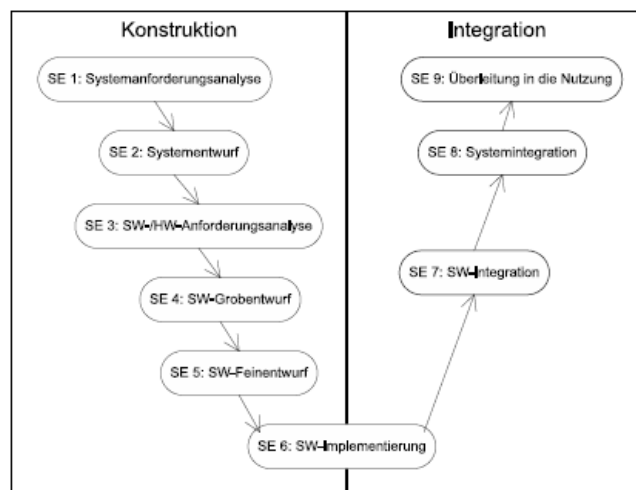 Konstruktion
SE 1: Systemanforderungsanalyse
SE 2: Systementwurf
SE 3: SW-/HW-Anforderungsanalyse
SE 4: SW-Grobentwurf
SE 5: SW-Feinentwurf
SE 6: SW-Implementierung
Integration
SE 9: Überleitung in die Nutzung
SE 8: Systemintegration
SE 7: SW-Integration